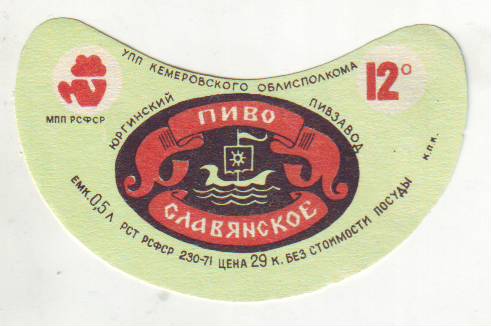 УПП КЕМЕРОВСКОГО ОБЛИСПОЛКОМА
МПП РСФСР
12°
ЮРГИНСКИЙ ПИВЗАВОД
ПИВО
СЛАВЯНСКОЕ
ЕМК. 0,5 Л РСТ РСФСР 230-71 ЦЕНА 29 К. БЕЗ СТОИМОСТИ ПОСУДЫ
К.П.К.